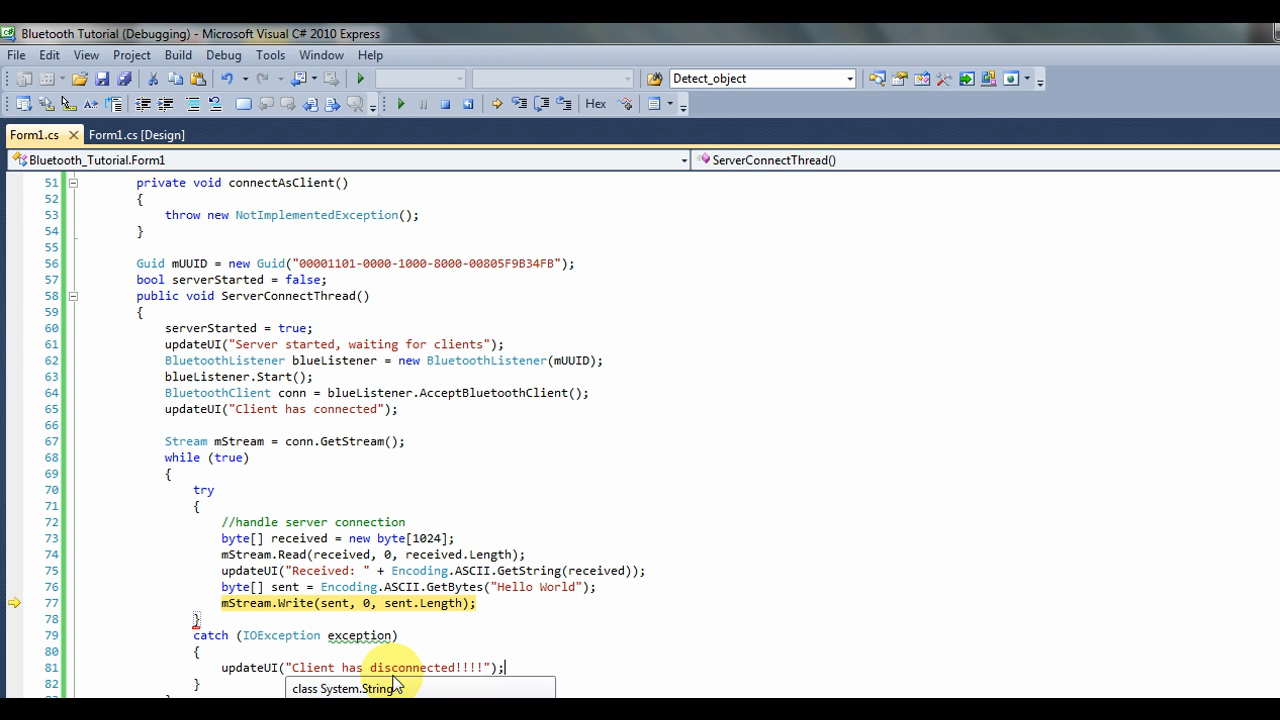 Bluetooth Tutorial (Debugging) - Microsoft Visual C# 2010 Express
File Edit View Project Build Debug Tools Window Help
Detect_object
Hex
Form1.cs Form1.cs [Design]
Bluetooth_Tutorial.Form1 ServerConnectThread()
51 private void connectAsClient()
52 {
53 throw new NotImplementedException();
54 }
55
56 Guid mUUID = new Guid("00001101-0000-1000-8000-00805F9B34FB");
57 bool serverStarted = false;
58 public void ServerConnectThread()
59 {
60 serverStarted = true;
61 updateUI("Server started, waiting for clients");
62 BluetoothListener blueListener = new BluetoothListener(mUUID);
63 blueListener.Start();
64 BluetoothClient conn = blueListener.AcceptBluetoothClient();
65 updateUI("Client has connected");
66
67 Stream mStream = conn.GetStream();
68 while (true)
69 {
70 try
71 {
72 //handle server connection
73 byte[] received = new byte[1024];
74 mStream.Read(received, 0, received.Length);
75 updateUI("Received: " + Encoding.ASCII.GetString(received));
76 byte[] sent = Encoding.ASCII.GetBytes("Hello World");
77 mStream.Write(sent, 0, sent.Length);
78 }
79 catch (IOException exception)
80 {
81 updateUI("Client has disconnected!!!!");
82 }
class System.String